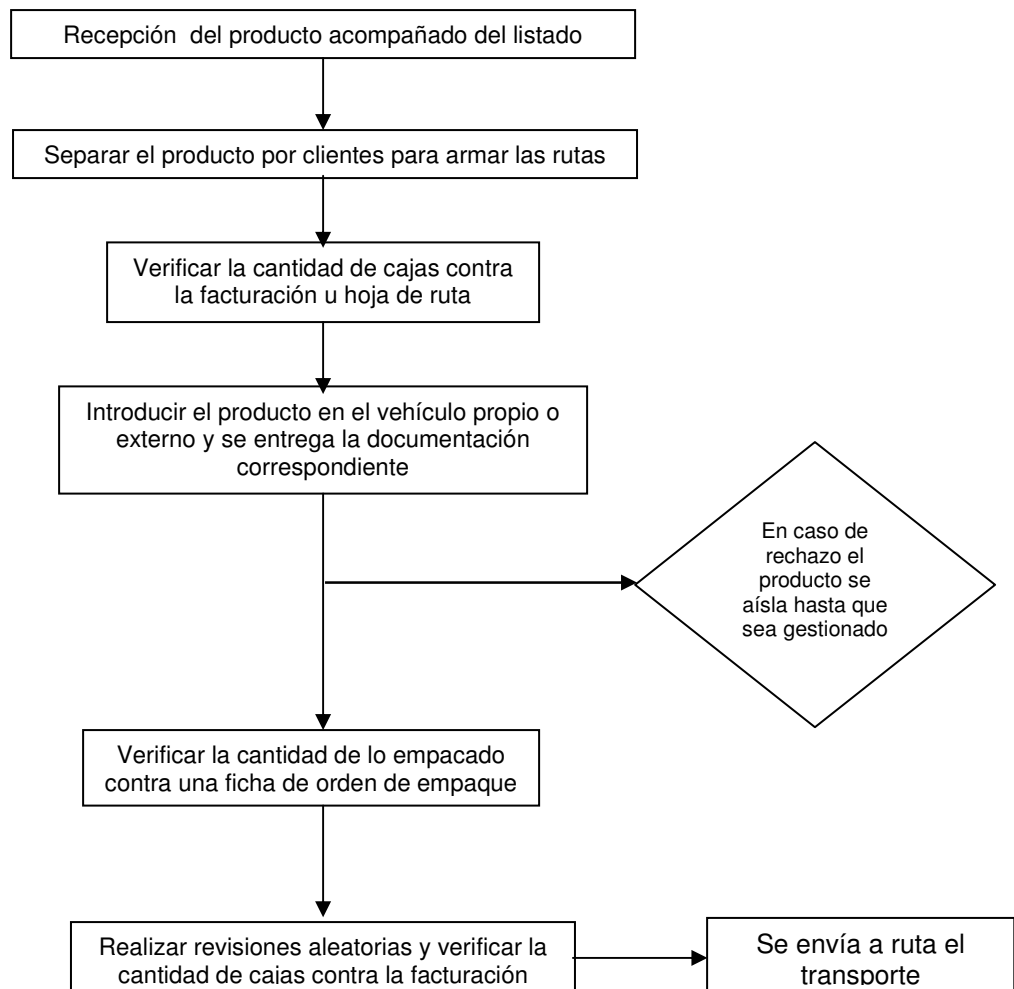 Recepción  del producto acompañado del listado
Separar el producto por clientes para armar las rutas
Verificar la cantidad de cajas contra
la facturación u hoja de ruta
Introducir el producto en el vehículo propio o
externo y se entrega la documentación
correspondiente
En caso de
rechazo el
producto se
aísla hasta que
sea gestionado
Verificar la cantidad de lo empacado
contra una ficha de orden de empaque
Realizar revisiones aleatorias y verificar la
cantidad de cajas contra la facturación
Se envía a ruta el
transporte